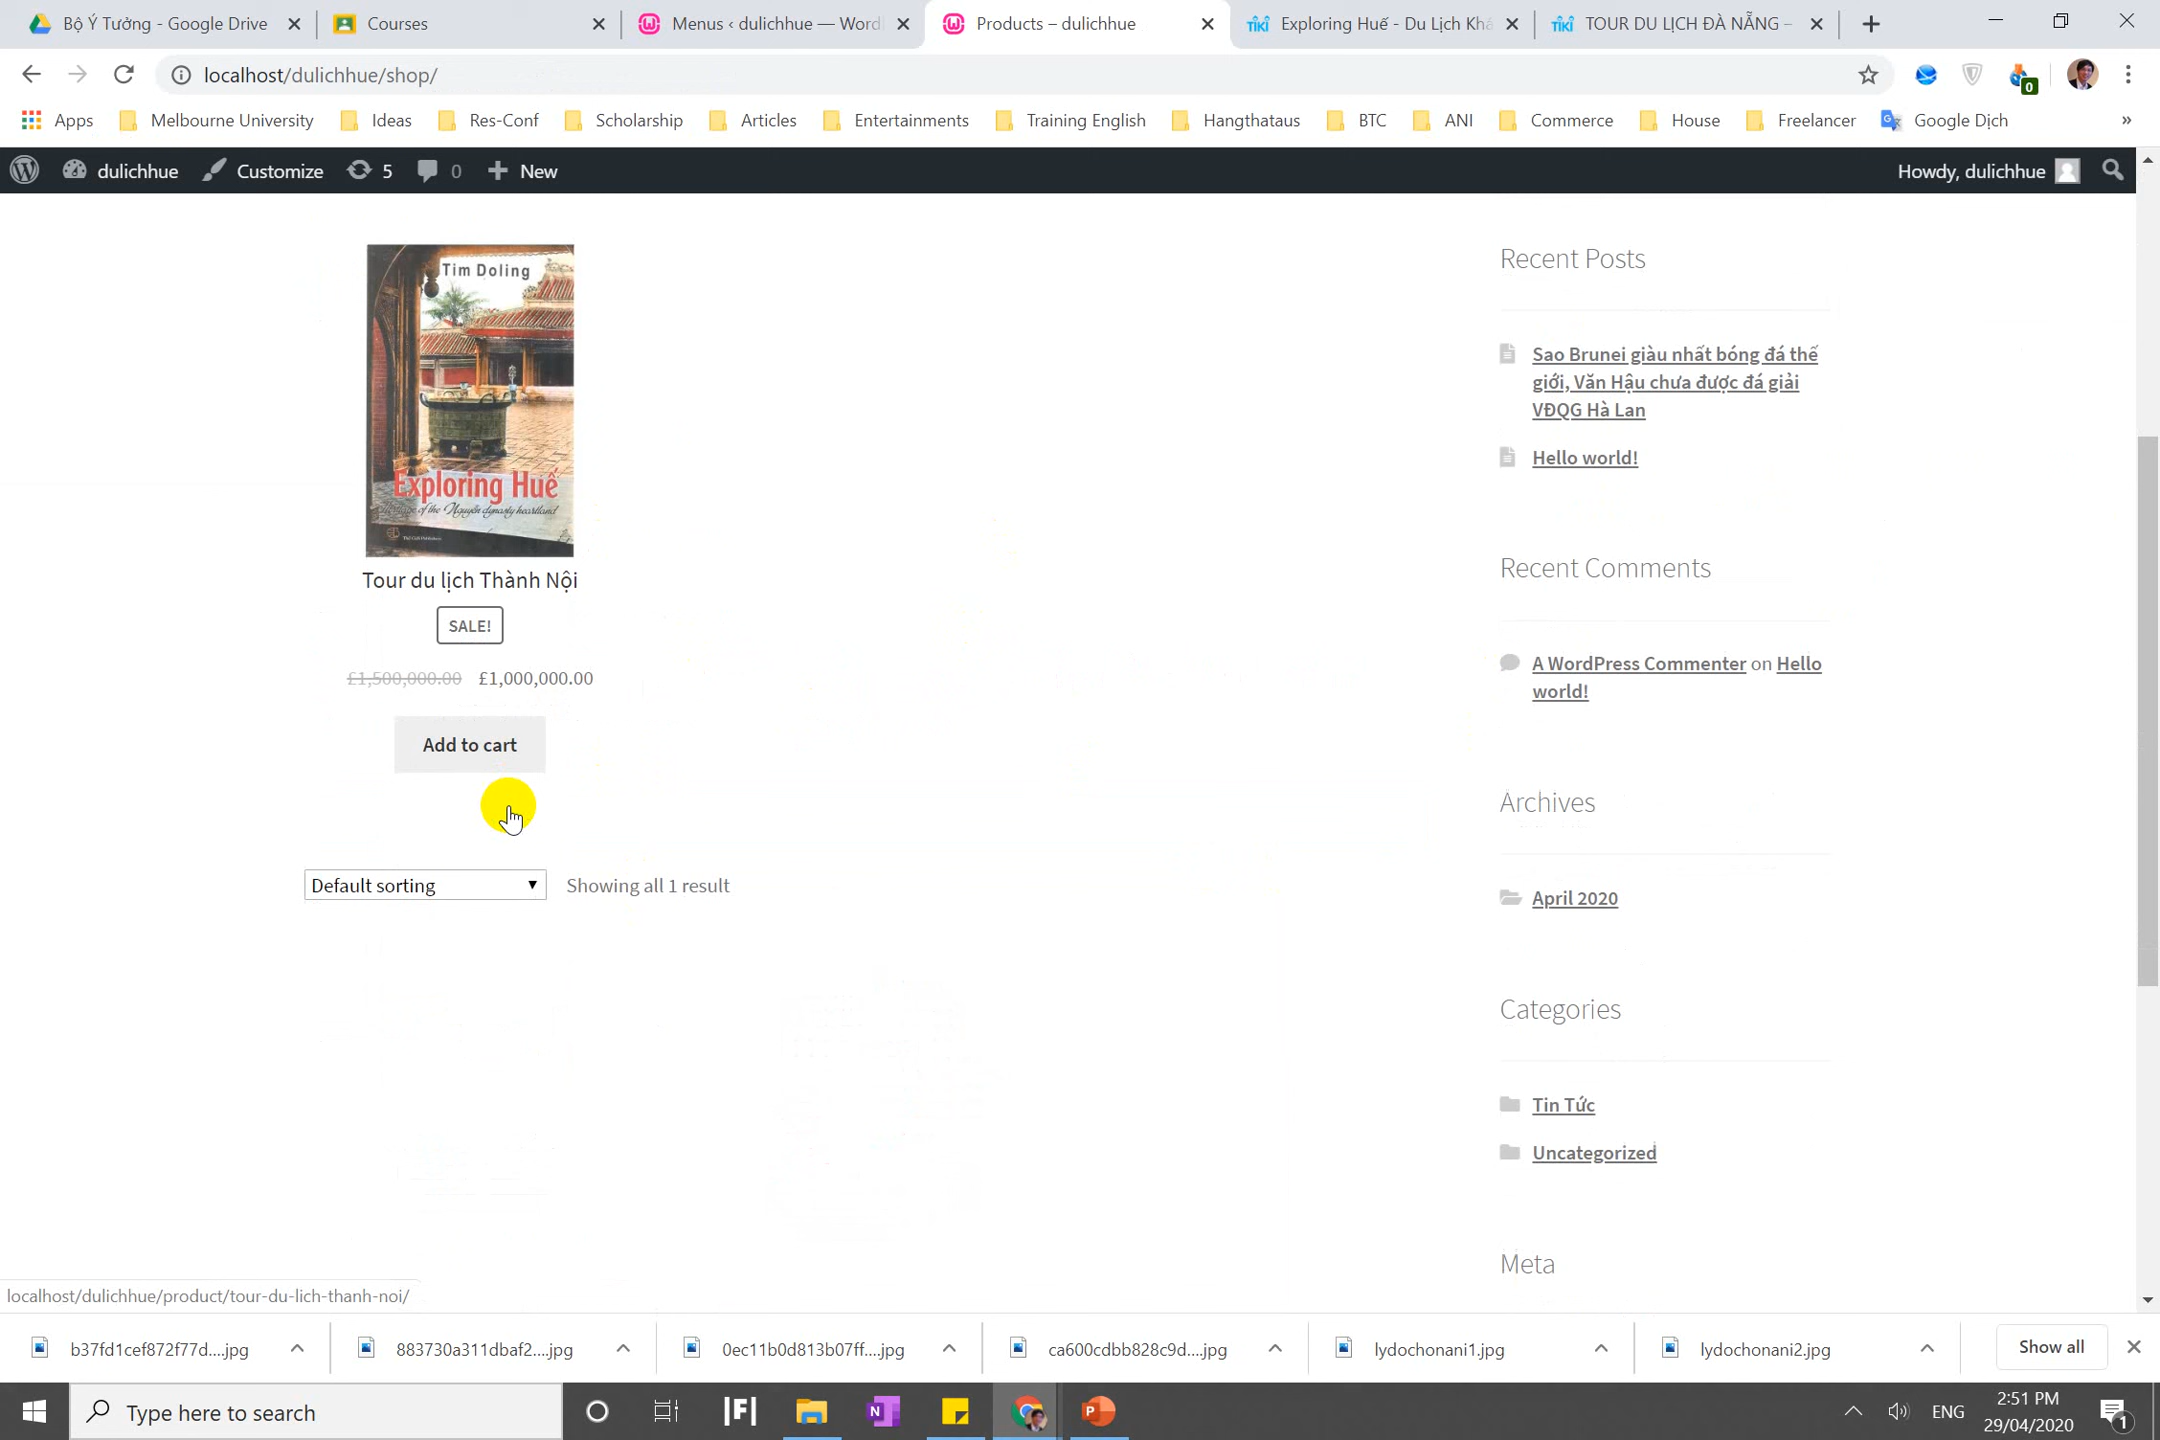 Bộ Ý Tưởng - Google Drive
Courses
Menus ‹ dulichhue — Word
Products – dulichhue
Exploring Huế - Du Lịch Khá
TOUR DU LỊCH ĐÀ NẴNG –
localhost/dulichhue/shop/
0
Apps
Melbourne University
Ideas
Res-Conf
Scholarship
Articles
Entertainments
Training English
Hangthataus
BTC
ANI
Commerce
House
Freelancer
Google Dịch
»
dulichhue
Customize
5
0
New
Howdy, dulichhue
Tim Doling
Exploring Huế
of the Nguyễn dynasty heartland
Tour du lịch Thành Nội
SALE!
£1,500,000.00 £1,000,000.00
Add to cart
Default sorting
Showing all 1 result
Recent Posts
Sao Brunei giàu nhất bóng đá thế
giới, Văn Hậu chưa được đá giải
VĐQG Hà Lan
Hello world!
Recent Comments
A WordPress Commenter on Hello
world!
Archives
April 2020
Categories
Tin Tức
Uncategorized
Meta
localhost/dulichhue/product/tour-du-lich-thanh-noi/
b37fd1cef872f77d....jpg
883730a311dbaf2....jpg
0ec11b0d813b07ff....jpg
ca600cdbb828c9d....jpg
lydochonani1.jpg
lydochonani2.jpg
Show all
Type here to search
ENG
2:51 PM
29/04/2020
1